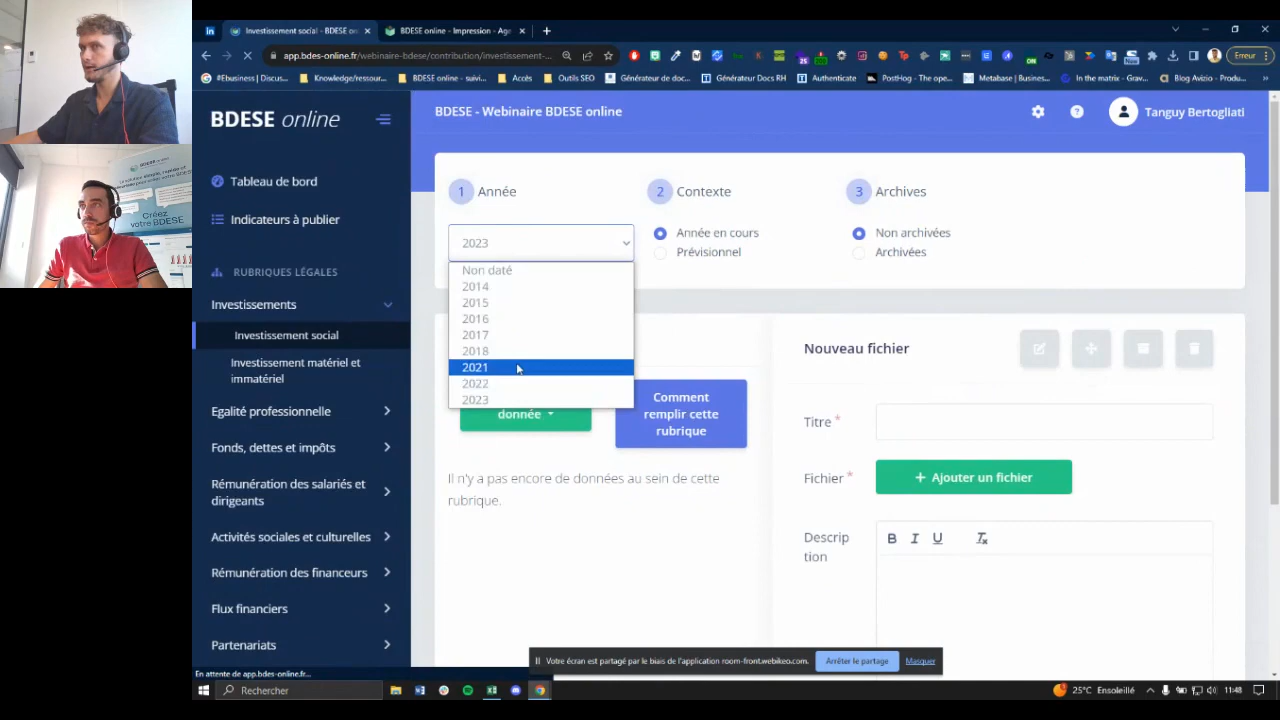 Investissement social - BDESE on
BDESE online - Impression - Age
app.bdes-online.fr/webinaire-bdese/contribution/investissement-...
Erreur
#Ebusiness | Discus...
Knowledge/ressour...
BDESE online - suivi...
Accès
Outils SEO
Générateur de doc...
Générateur Docs RH
Authenticate
PostHog - The ope...
Metabase | Busines...
In the matrix - Grav...
Blog Avizio - Produ...
BDESE online
BDESE - Webinaire BDESE online
Tanguy Bertogliati
Tableau de bord
Indicateurs à publier
RUBRIQUES LÉGALES
Investissements
Investissement social
Investissement matériel et
immatériel
Egalité professionnelle
Fonds, dettes et impôts
Rémunération des salariés et
dirigeants
Activités sociales et culturelles
Rémunération des financeurs
Flux financiers
Partenariats
1 Année
2 Contexte
3 Archives
2023
Année en cours
Prévisionnel
Non archivées
Archivées
Non daté
2014
2015
2016
2017
2018
2021
2022
2023
donnée
Comment
remplir cette
rubrique
Il n'y a pas encore de données au sein de cette
rubrique.
Nouveau fichier
Titre *
Fichier *
+ Ajouter un fichier
Descrip
tion
B I U Tx
Votre écran est partagé par le biais de l'application room-front.webikeo.com.
Arrêter le partage
Masquer
En attente de app.bdes-online.fr...
Rechercher
25°C Ensoleillé
11:48
Créez
votre BDESE